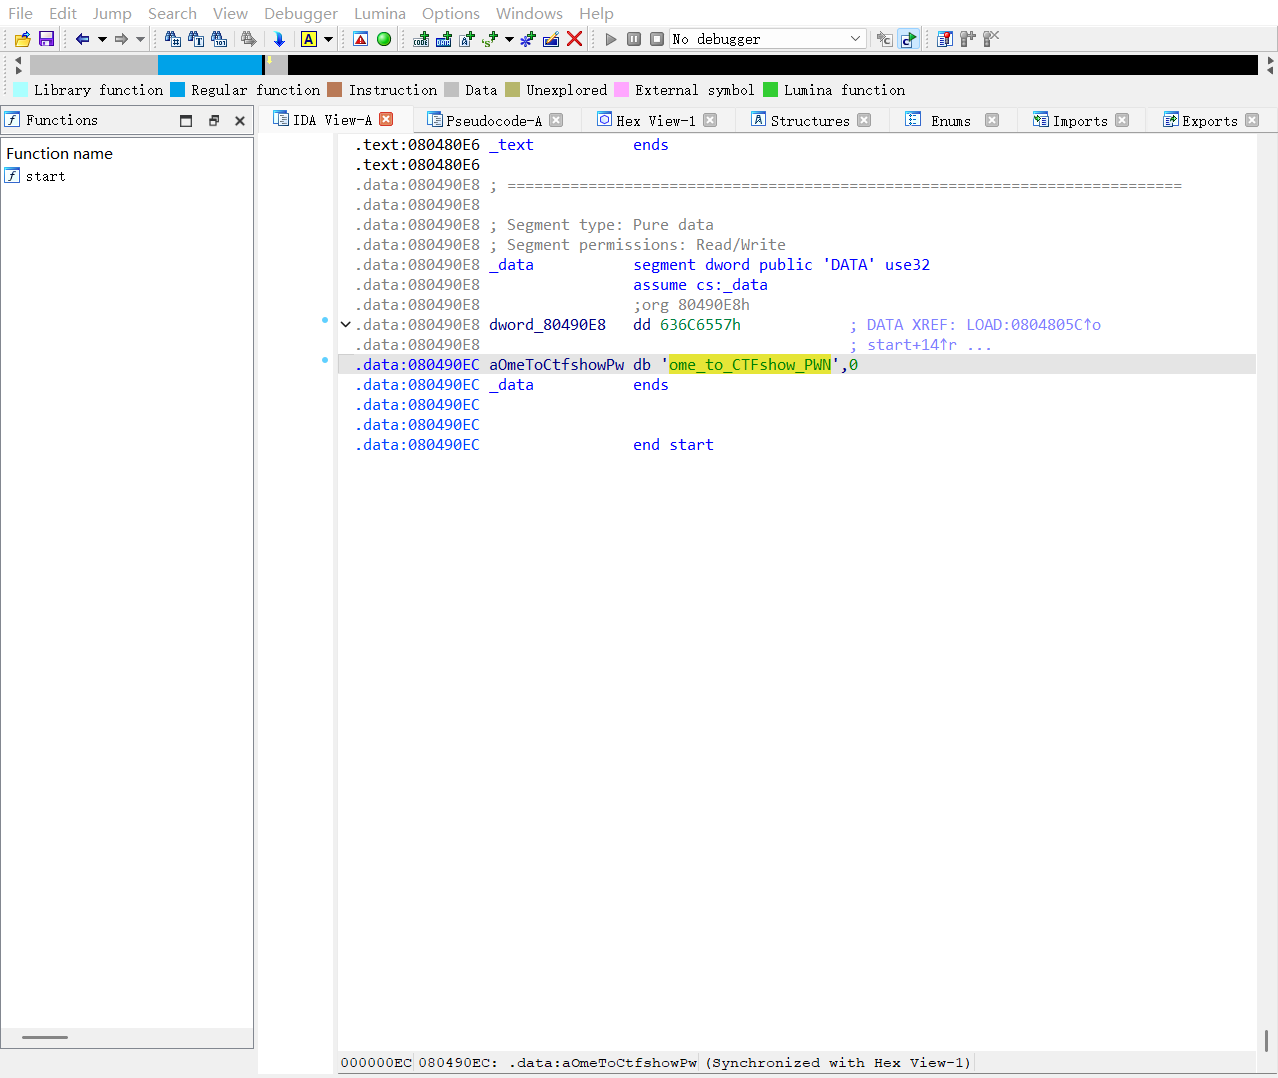 File Edit Jump Search View Debugger Lumina Options Windows Help
No debugger
Library function Regular function Instruction Data Unexplored External symbol Lumina function
Functions
IDA View-A Pseudocode-A Hex View-1 Structures Enums Imports Exports
Function name
start
.text:080480E6 _text ends
.text:080480E6
.data:080490E8 ; ===========================================================================
.data:080490E8
.data:080490E8 ; Segment type: Pure data
.data:080490E8 ; Segment permissions: Read/Write
.data:080490E8 _data segment dword public 'DATA' use32
.data:080490E8 assume cs:_data
.data:080490E8 ;org 80490E8h
.data:080490E8 dword_80490E8 dd 636C6557h ; DATA XREF: LOAD:0804805C↑o
.data:080490E8 ; start+14↑r ...
.data:080490EC aOmeToCtfshowPw db 'ome_to_CTFshow_PWN',0
.data:080490EC _data ends
.data:080490EC
.data:080490EC
.data:080490EC end start
000000EC 080490EC: .data:aOmeToCtfshowPw (Synchronized with Hex View-1)